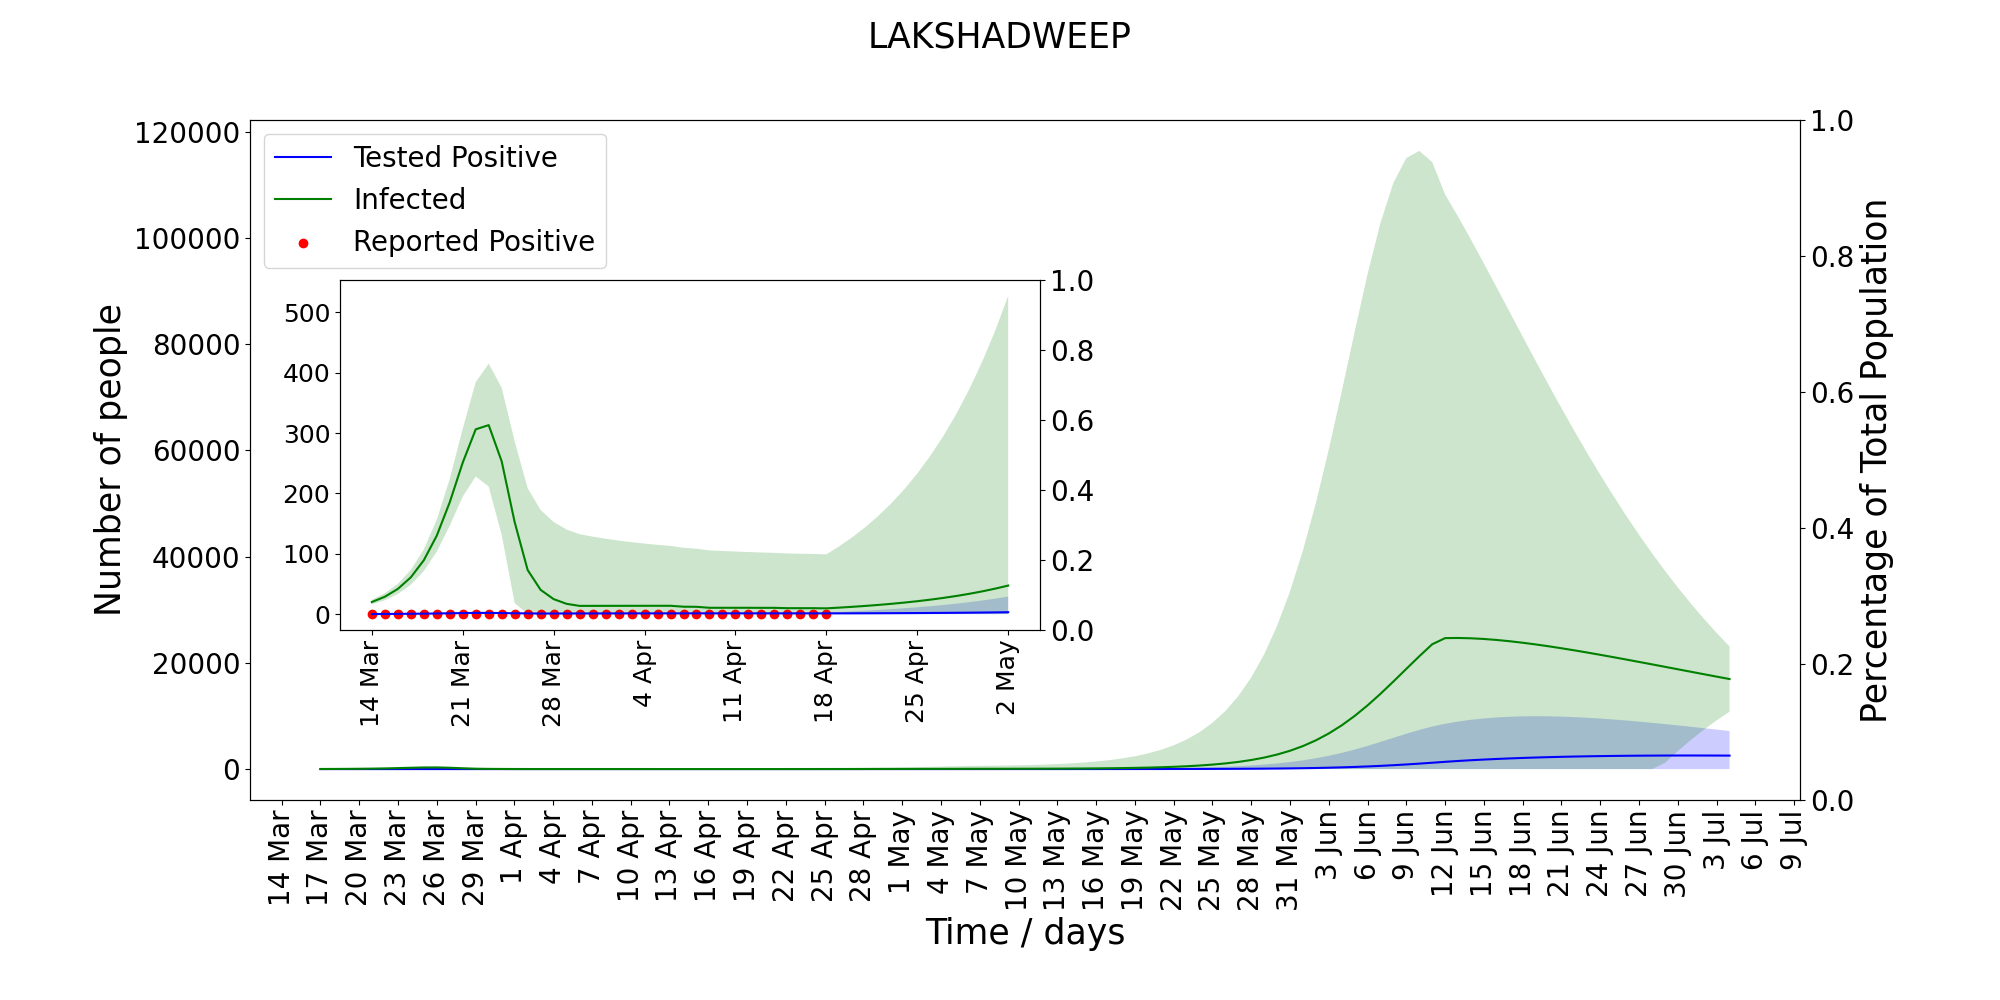 LAKSHADWEEP
Tested Positive
Infected
Reported Positive
Number of people
120000
100000
80000
60000
40000
20000
0
500
400
300
200
100
0
1.0
0.8
0.6
0.4
0.2
0.0
14 Mar
21 Mar
28 Mar
4 Apr
11 Apr
18 Apr
25 Apr
2 May
1.0
0.8
0.6
0.4
0.2
0.0
Percentage of Total Population
14 Mar
17 Mar
20 Mar
23 Mar
26 Mar
29 Mar
1 Apr
4 Apr
7 Apr
10 Apr
13 Apr
16 Apr
19 Apr
22 Apr
25 Apr
28 Apr
1 May
4 May
7 May
10 May
13 May
16 May
19 May
22 May
25 May
28 May
31 May
3 Jun
6 Jun
9 Jun
12 Jun
15 Jun
18 Jun
21 Jun
24 Jun
27 Jun
30 Jun
3 Jul
6 Jul
9 Jul
Time / days